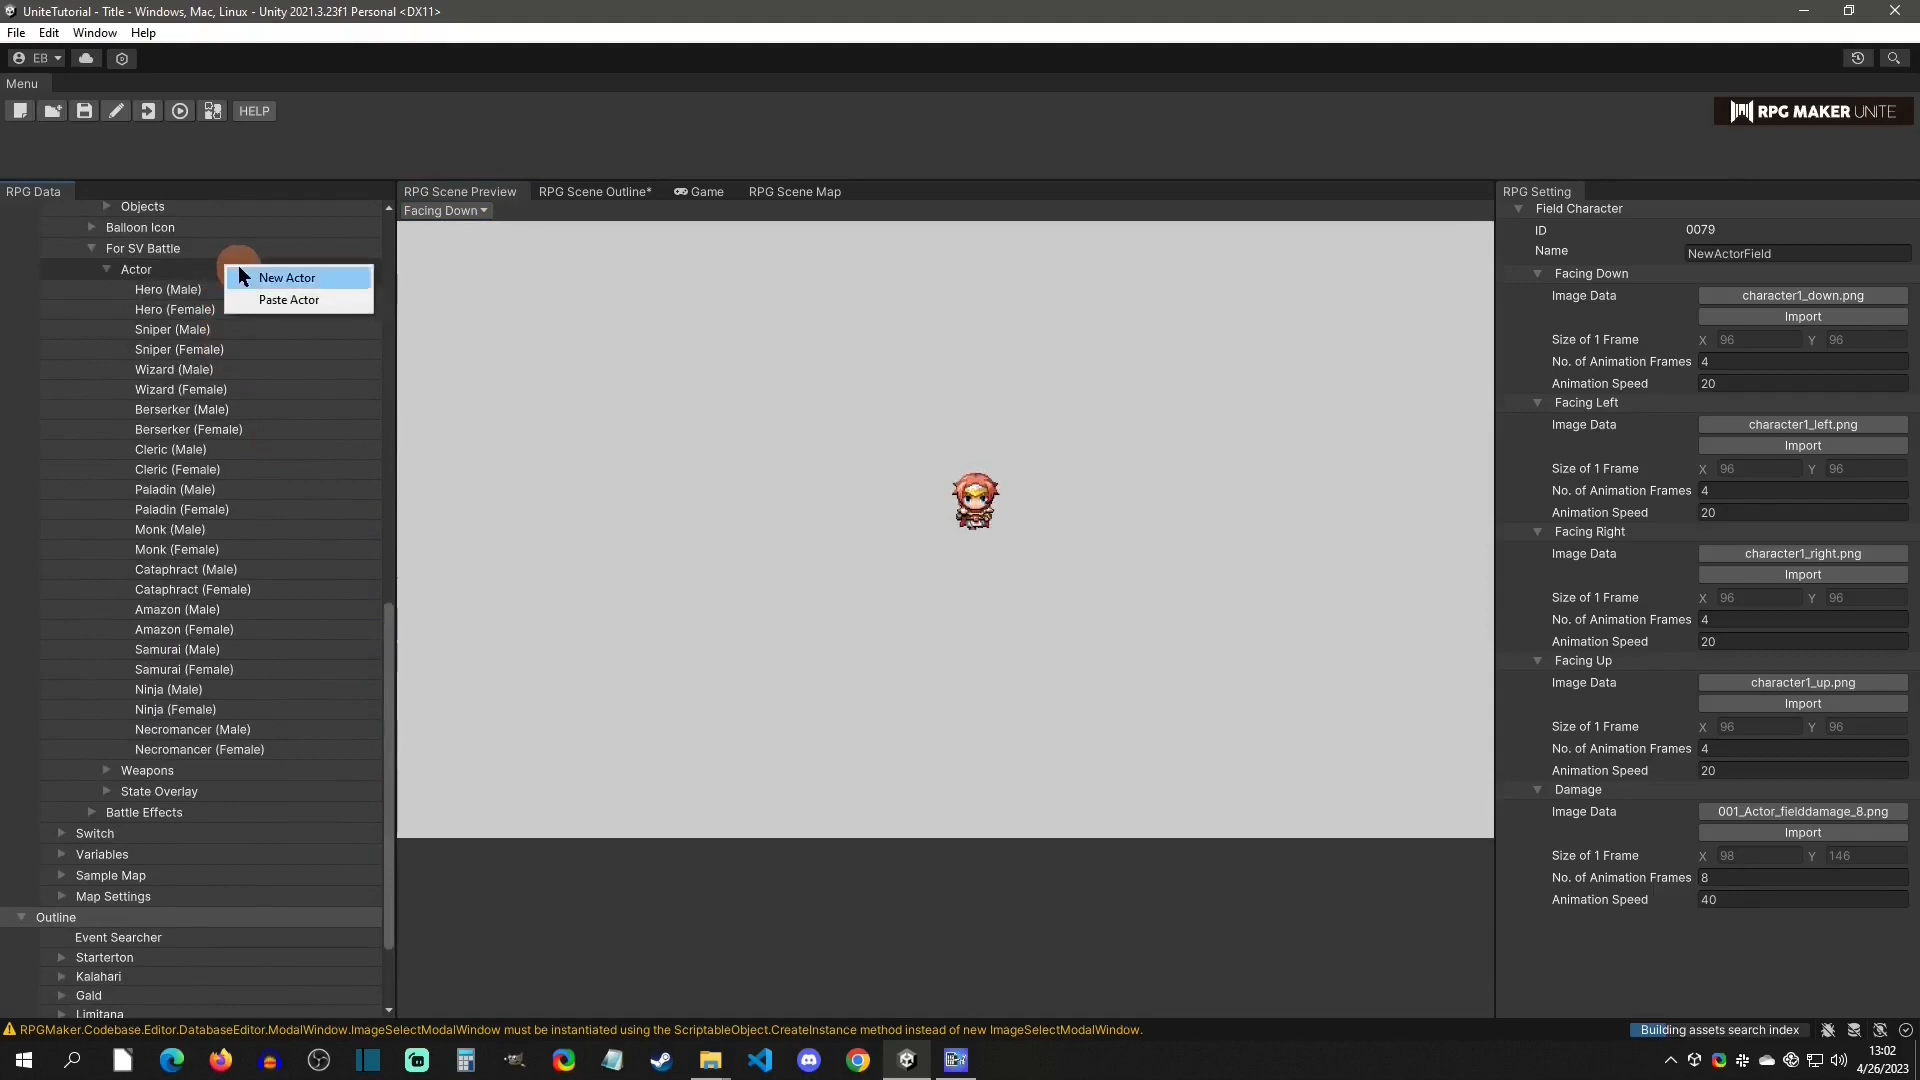 UniteTutorial - Title - Windows, Mac, Linux - Unity 2021.3.23f1 Personal <DX11>
File Edit Window Help
EB
Menu
HELP
RPG MAKER UNITE
RPG Data
Objects
Balloon Icon
For SV Battle
Actor
Hero (Male)
Hero (Female)
Sniper (Male)
Sniper (Female)
Wizard (Male)
Wizard (Female)
Berserker (Male)
Berserker (Female)
Cleric (Male)
Cleric (Female)
Paladin (Male)
Paladin (Female)
Monk (Male)
Monk (Female)
Cataphract (Male)
Cataphract (Female)
Amazon (Male)
Amazon (Female)
Samurai (Male)
Samurai (Female)
Ninja (Male)
Ninja (Female)
Necromancer (Male)
Necromancer (Female)
Weapons
State Overlay
Battle Effects
Switch
Variables
Sample Map
Map Settings
Outline
Event Searcher
Starterton
Kalahari
Gald
Limitana
New Actor
Paste Actor
RPG Scene Preview RPG Scene Outline* Game RPG Scene Map
Facing Down
RPG Setting
Field Character
ID 0079
Name NewActorField
Facing Down
Image Data character1_down.png
Import
Size of 1 Frame X 96 Y 96
No. of Animation Frames 4
Animation Speed 20
Facing Left
Image Data character1_left.png
Import
Size of 1 Frame X 96 Y 96
No. of Animation Frames 4
Animation Speed 20
Facing Right
Image Data character1_right.png
Import
Size of 1 Frame X 96 Y 96
No. of Animation Frames 4
Animation Speed 20
Facing Up
Image Data character1_up.png
Import
Size of 1 Frame X 96 Y 96
No. of Animation Frames 4
Animation Speed 20
Damage
Image Data 001_Actor_fielddamage_8.png
Import
Size of 1 Frame X 98 Y 146
No. of Animation Frames 8
Animation Speed 40
RPGMaker.Codebase.Editor.DatabaseEditor.ModalWindow.ImageSelectModalWindow must be instantiated using the ScriptableObject.CreateInstance method instead of new ImageSelectModalWindow.
Building assets search index
13:02
4/26/2023